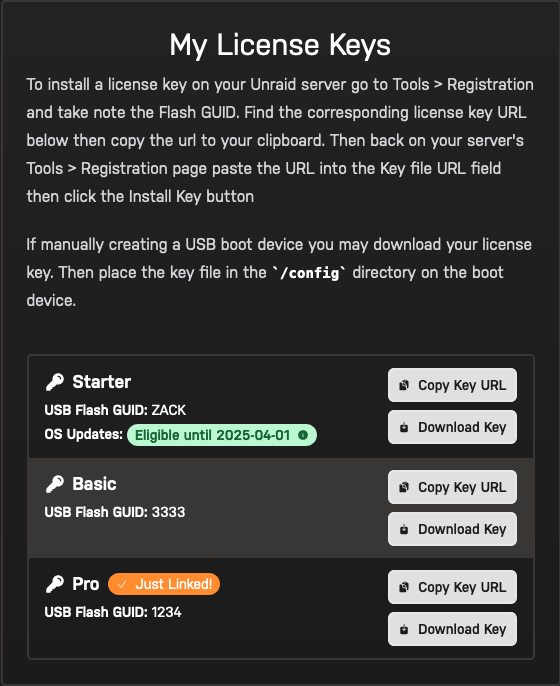 My License Keys
To install a license key on your Unraid server go to Tools > Registration
and take note the Flash GUID. Find the corresponding license key URL
below then copy the url to your clipboard. Then back on your server's
Tools > Registration page paste the URL into the Key file URL field
then click the Install Key button
If manually creating a USB boot device you may download your license
key. Then place the key file in the `/config` directory on the boot
device.
Starter
USB Flash GUID: ZACK
OS Updates: Eligible until 2025-04-01
Copy Key URL
Download Key
Basic
USB Flash GUID: 3333
Copy Key URL
Download Key
Pro Just Linked!
USB Flash GUID: 1234
Copy Key URL
Download Key